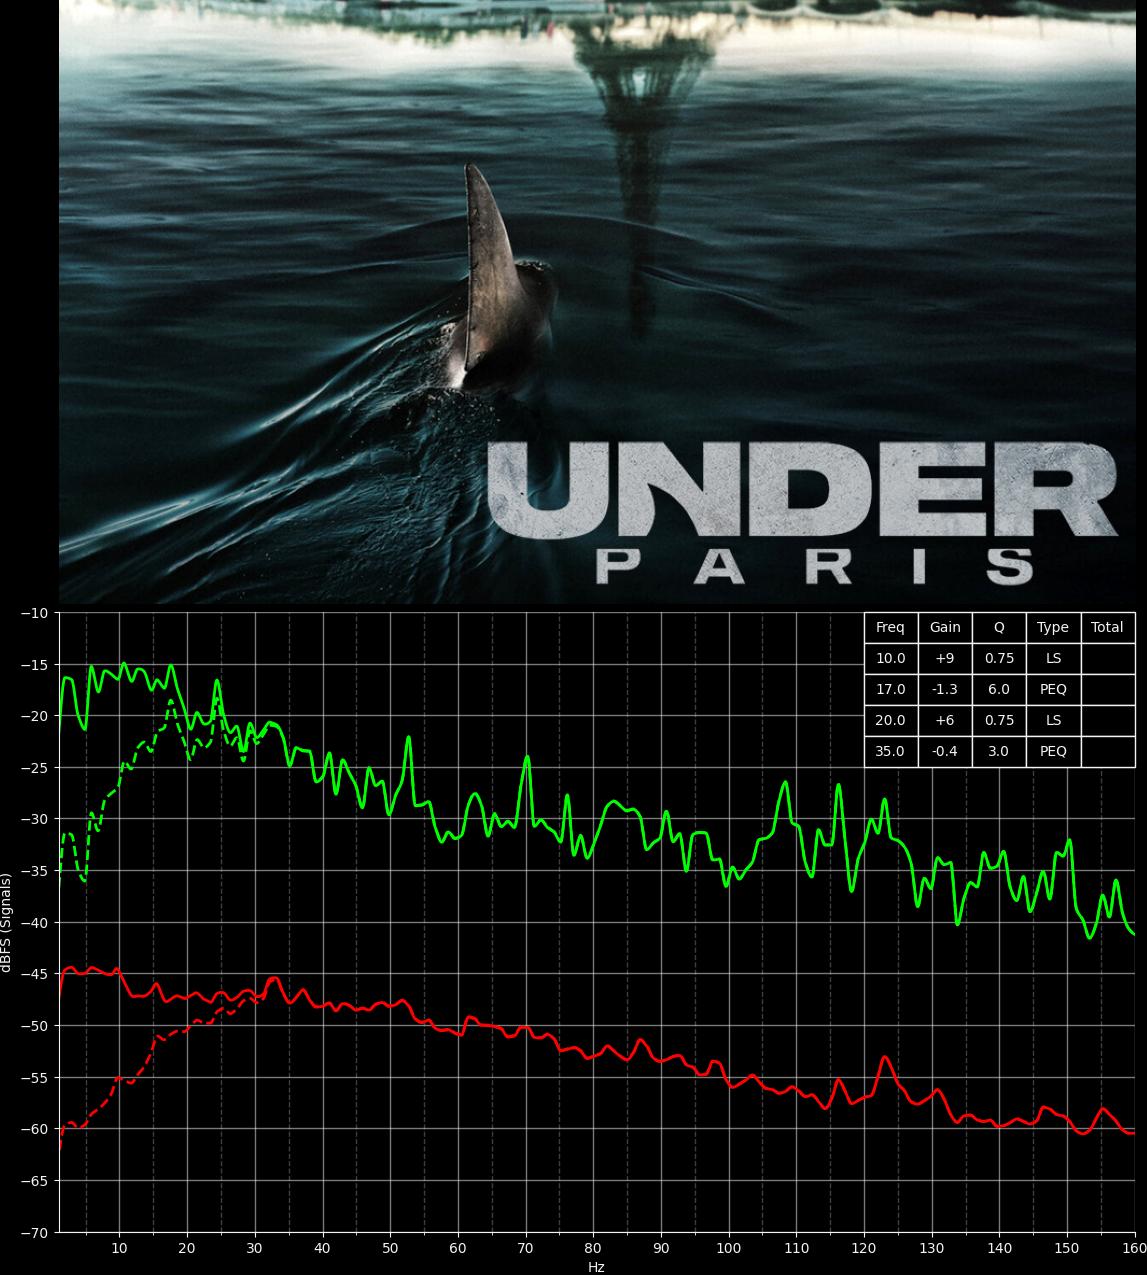 UNDER
PARIS
Freq Gain Q Type Total
10.0 +9 0.75 LS
17.0 -1.3 6.0 PEQ
20.0 +6 0.75 LS
35.0 -0.4 3.0 PEQ
−10
−15
−20
−25
−30
−35
−40
−45
−50
−55
−60
−65
−70
dBFS (Signals)
10 20 30 40 50 60 70 80 90 100 110 120 130 140 150 160
Hz